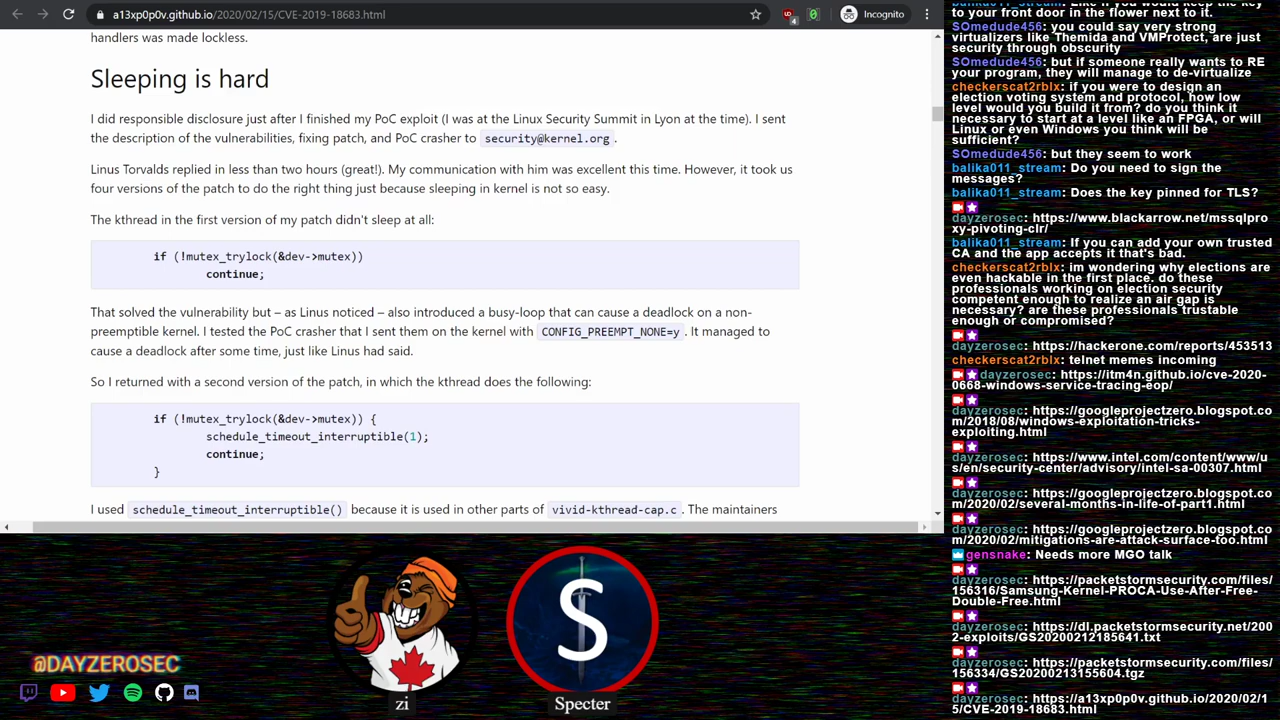 a13xp0p0v.github.io/2020/02/15/CVE-2019-18683.html
4
Incognito
handlers was made lockless.
Sleeping is hard
I did responsible disclosure just after I finished my PoC exploit (I was at the Linux Security Summit in Lyon at the time). I sent
the description of the vulnerabilities, fixing patch, and PoC crasher to security@kernel.org.
Linus Torvalds replied in less than two hours (great!). My communication with him was excellent this time. However, it took us
four versions of the patch to do the right thing just because sleeping in kernel is not so easy.
The kthread in the first version of my patch didn't sleep at all:
if (!mutex_trylock(&dev->mutex))
continue;
That solved the vulnerability but – as Linus noticed – also introduced a busy-loop that can cause a deadlock on a non-
preemptible kernel. I tested the PoC crasher that I sent them on the kernel with CONFIG_PREEMPT_NONE=y. It managed to
cause a deadlock after some time, just like Linus had said.
So I returned with a second version of the patch, in which the kthread does the following:
if (!mutex_trylock(&dev->mutex)) {
schedule_timeout_interruptible(1);
continue;
}
I used schedule_timeout_interruptible() because it is used in other parts of vivid-kthread-cap.c. The maintainers
@DAYZEROSEC
zi
S
Specter
balika011_stream: Like if you would keep the key
to your front door in the flower next to it.
SOmedude456: you could say very strong
virtualizers like Themida and VMProtect, are just
security through obscurity
SOmedude456: but if someone really wants to RE
your program, they will manage to de-virtualize
checkerscat2rblx: if you were to design an
election voting system and protocol, how low
level would you build it from? do you think it
necessary to start at a level like an FPGA, or will
Linux or even Windows you think will be
sufficient?
SOmedude456: but they seem to work
balika011_stream: Do you need to sign the
messages?
balika011_stream: Does the key pinned for TLS?
dayzerosec: https://www.blackarrow.net/mssqlpro
xy-pivoting-clr/
balika011_stream: If you can add your own trusted
CA and the app accepts it that's bad.
checkerscat2rblx: im wondering why elections are
even hackable in the first place. do these
professionals working on election security
competent enough to realize an air gap is
necessary? are these professionals trustable
enough or compromised?
dayzerosec: https://hackerone.com/reports/453513
checkerscat2rblx: telnet memes incoming
dayzerosec: https://itm4n.github.io/cve-2020-
0668-windows-service-tracing-eop/
dayzerosec: https://googleprojectzero.blogspot.co
m/2018/08/windows-exploitation-tricks-
exploiting.html
dayzerosec: https://www.intel.com/content/www/u
s/en/security-center/advisory/intel-sa-00307.html
dayzerosec: https://googleprojectzero.blogspot.co
m/2020/02/several-months-in-life-of-part1.html
dayzerosec: https://googleprojectzero.blogspot.co
m/2020/02/mitigations-are-attack-surface-too.html
gensnake: Needs more MGO talk
dayzerosec: https://packetstormsecurity.com/files/
156316/Samsung-Kernel-PROCA-Use-After-Free-
Double-Free.html
dayzerosec: https://dl.packetstormsecurity.net/200
2-exploits/GS20200212185641.txt
dayzerosec: https://packetstormsecurity.com/files/
156334/GS20200213155604.tgz
dayzerosec: https://a13xp0p0v.github.io/2020/02/1
5/CVE-2019-18683.html